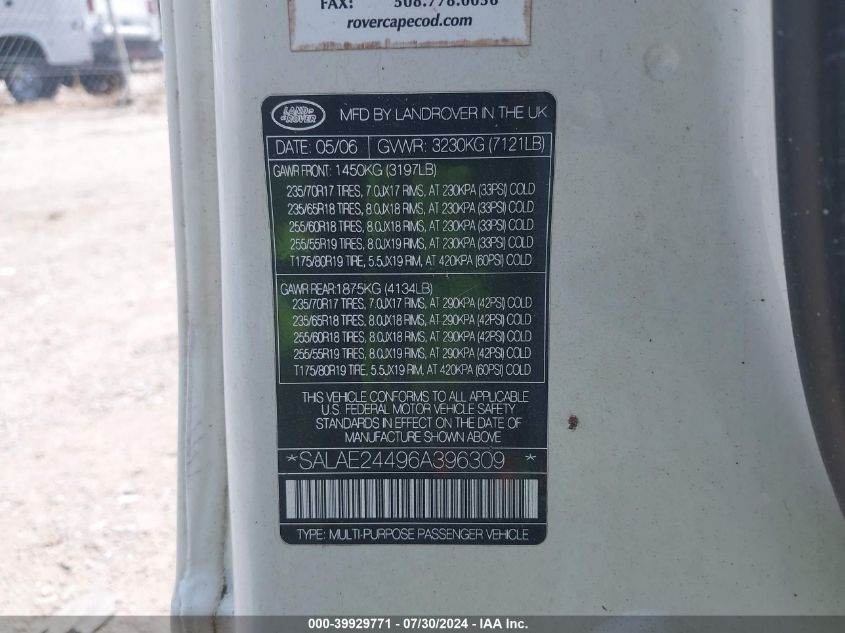 FAX: 508.778.0056
rovercapecod.com
LAND ROVER
MFD BY LANDROVER IN THE UK
DATE: 05/06 GVWR: 3230KG (7121LB)
GAWR FRONT: 1450KG (3197LB)
235/70R17 TIRES, 7.0JX17 RIMS, AT 230KPA (33PSI) COLD
235/65R18 TIRES, 8.0JX18 RIMS, AT 230KPA (33PSI) COLD
255/60R18 TIRES, 8.0JX18 RIMS, AT 230KPA (33PSI) COLD
255/55R19 TIRES, 8.0JX19 RIMS, AT 230KPA (33PSI) COLD
T175/80R19 TIRE, 5.5JX19 RIM, AT 420KPA (60PSI) COLD
GAWR REAR: 1875KG (4134LB)
235/70R17 TIRES, 7.0JX17 RIMS, AT 290KPA (42PSI) COLD
235/65R18 TIRES, 8.0JX18 RIMS, AT 290KPA (42PSI) COLD
255/60R18 TIRES, 8.0JX18 RIMS, AT 290KPA (42PSI) COLD
255/55R19 TIRES, 8.0JX19 RIMS, AT 290KPA (42PSI) COLD
T175/80R19 TIRE, 5.5JX19 RIM, AT 420KPA (60PSI) COLD
THIS VEHICLE CONFORMS TO ALL APPLICABLE
U.S. FEDERAL MOTOR VEHICLE SAFETY
STANDARDS IN EFFECT ON THE DATE OF
MANUFACTURE SHOWN ABOVE
*SALAE24496A396309 *
TYPE: MULTI-PURPOSE PASSENGER VEHICLE
000-39929771 - 07/30/2024 - IAA Inc.